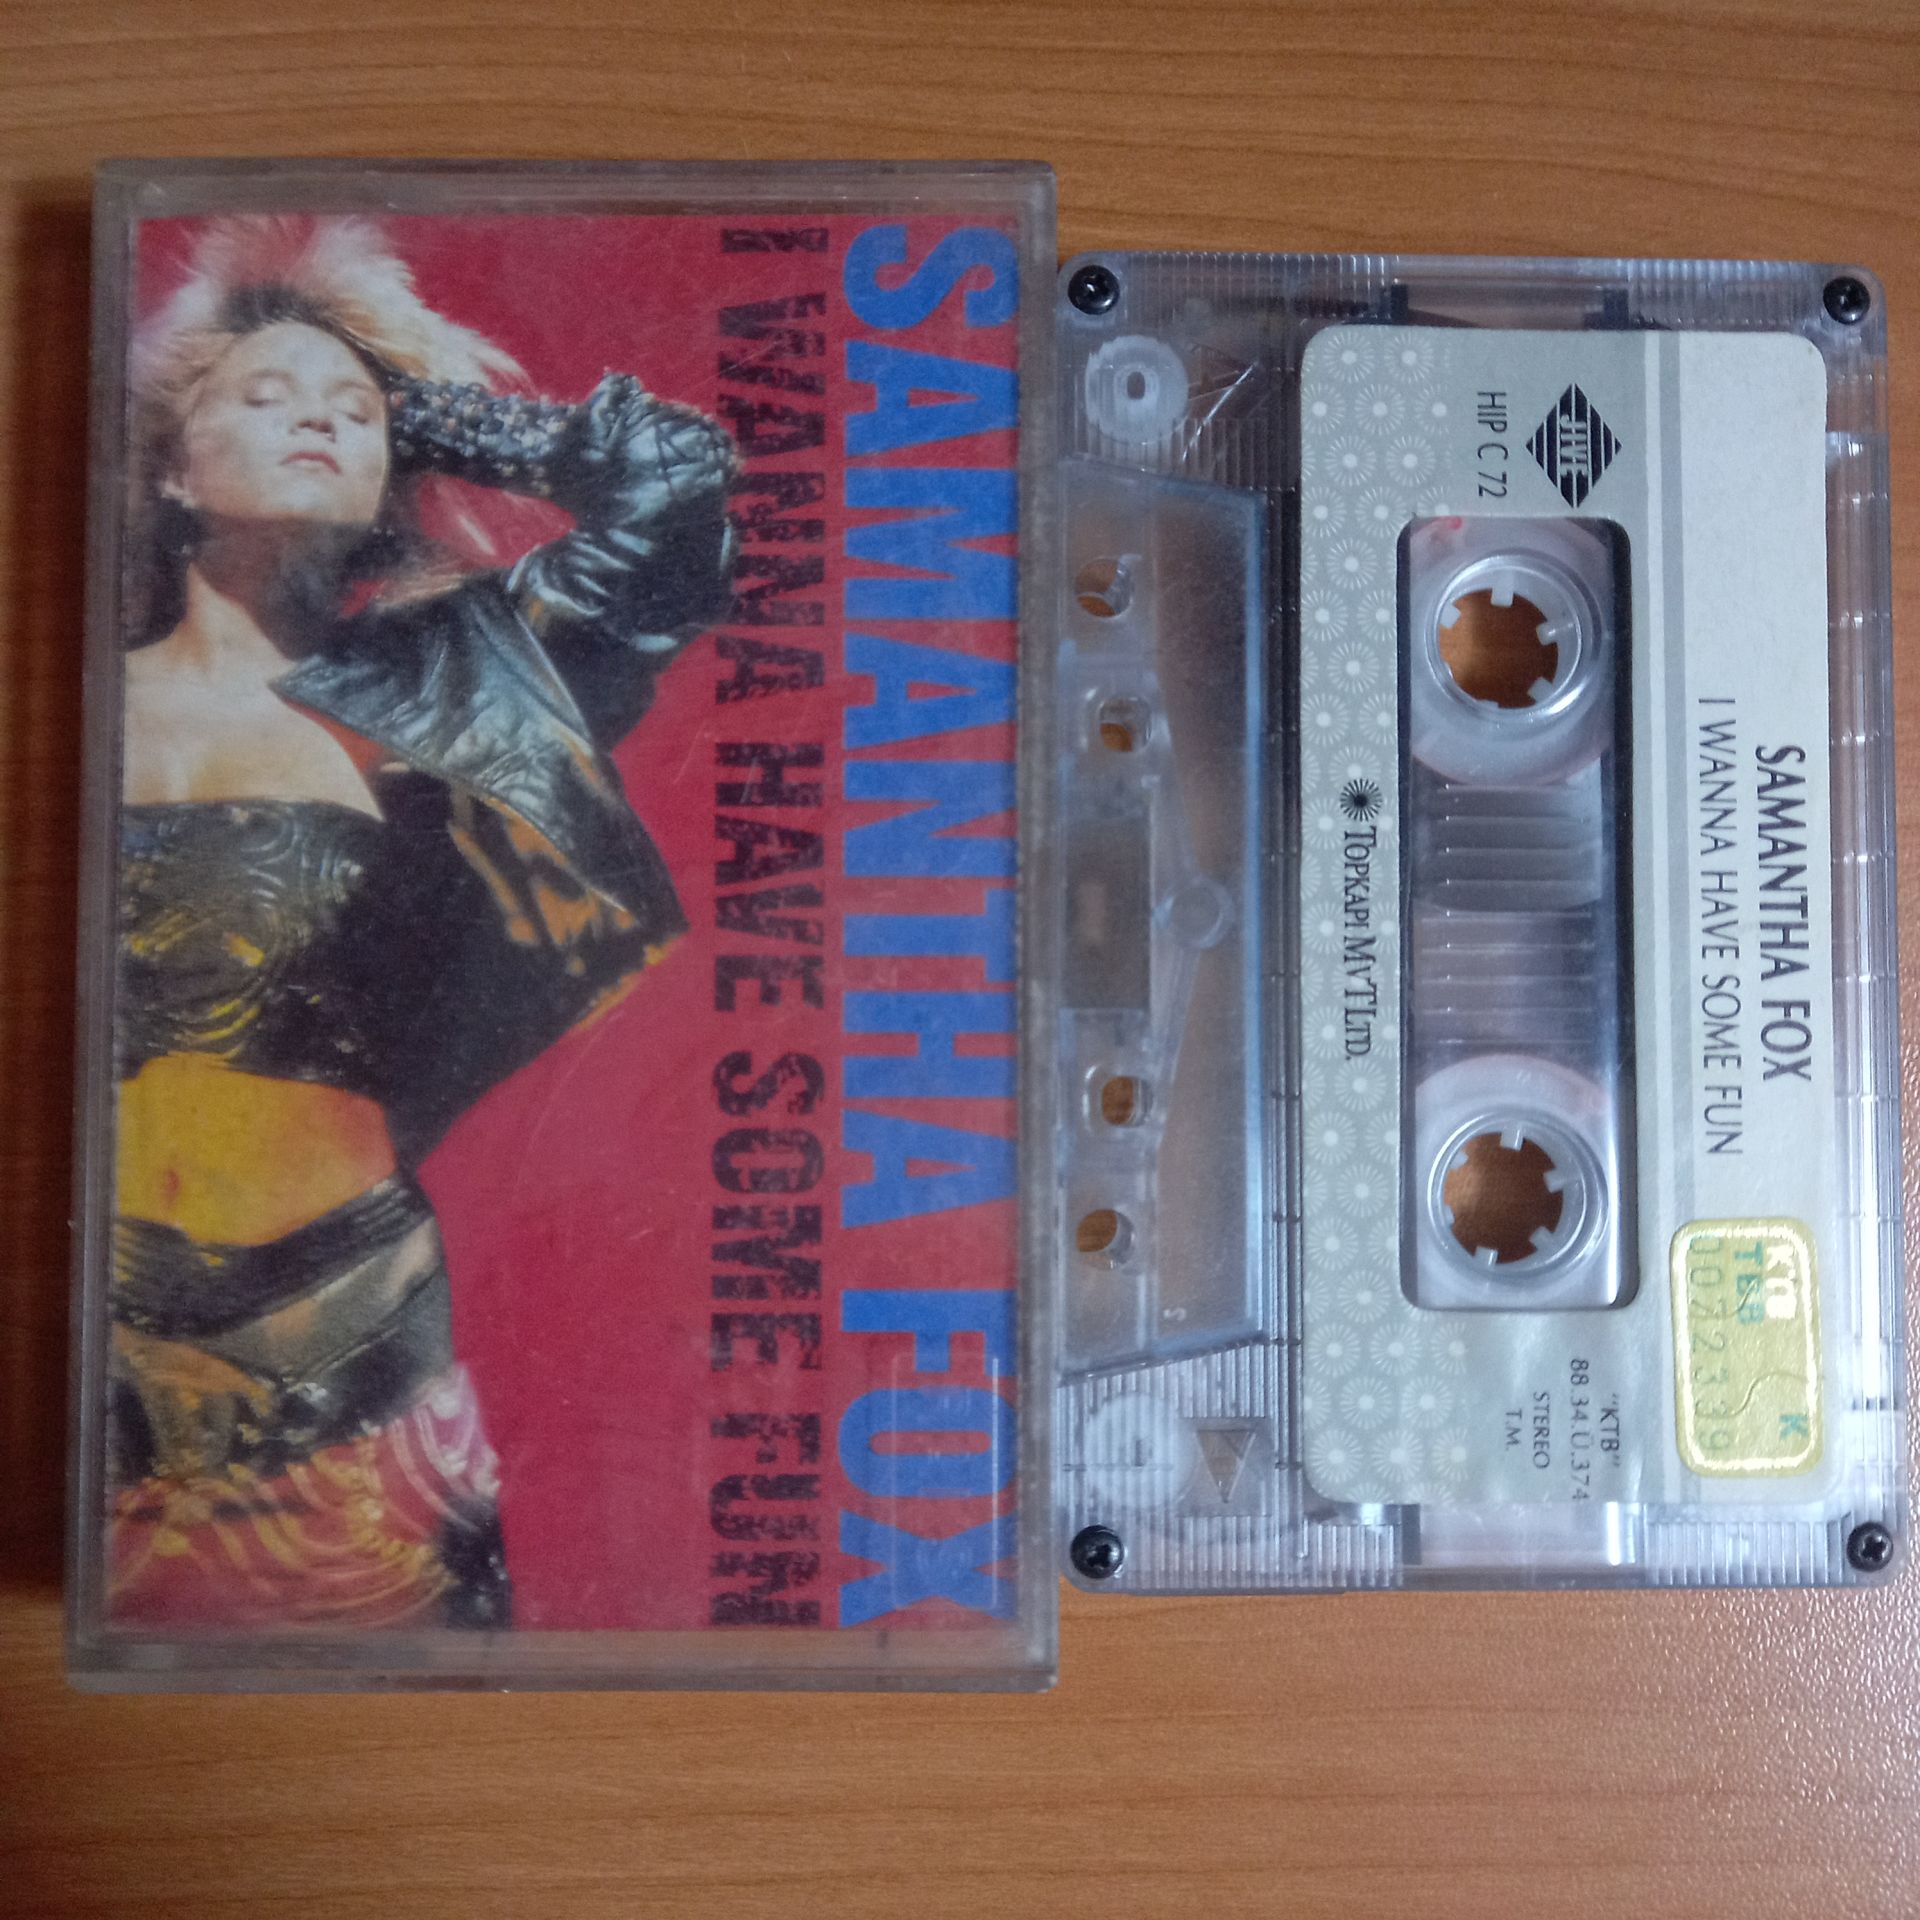 SAMANTHA FOX
I WANNA HAVE SOME FUN
SAMANTHA FOX
I WANNA HAVE SOME FUN
JIVE
HIP C 72
TOPKAPI MVT LTD.
"KTB"
88.34.Ü.374
STEREO
T.M.
K
TEB